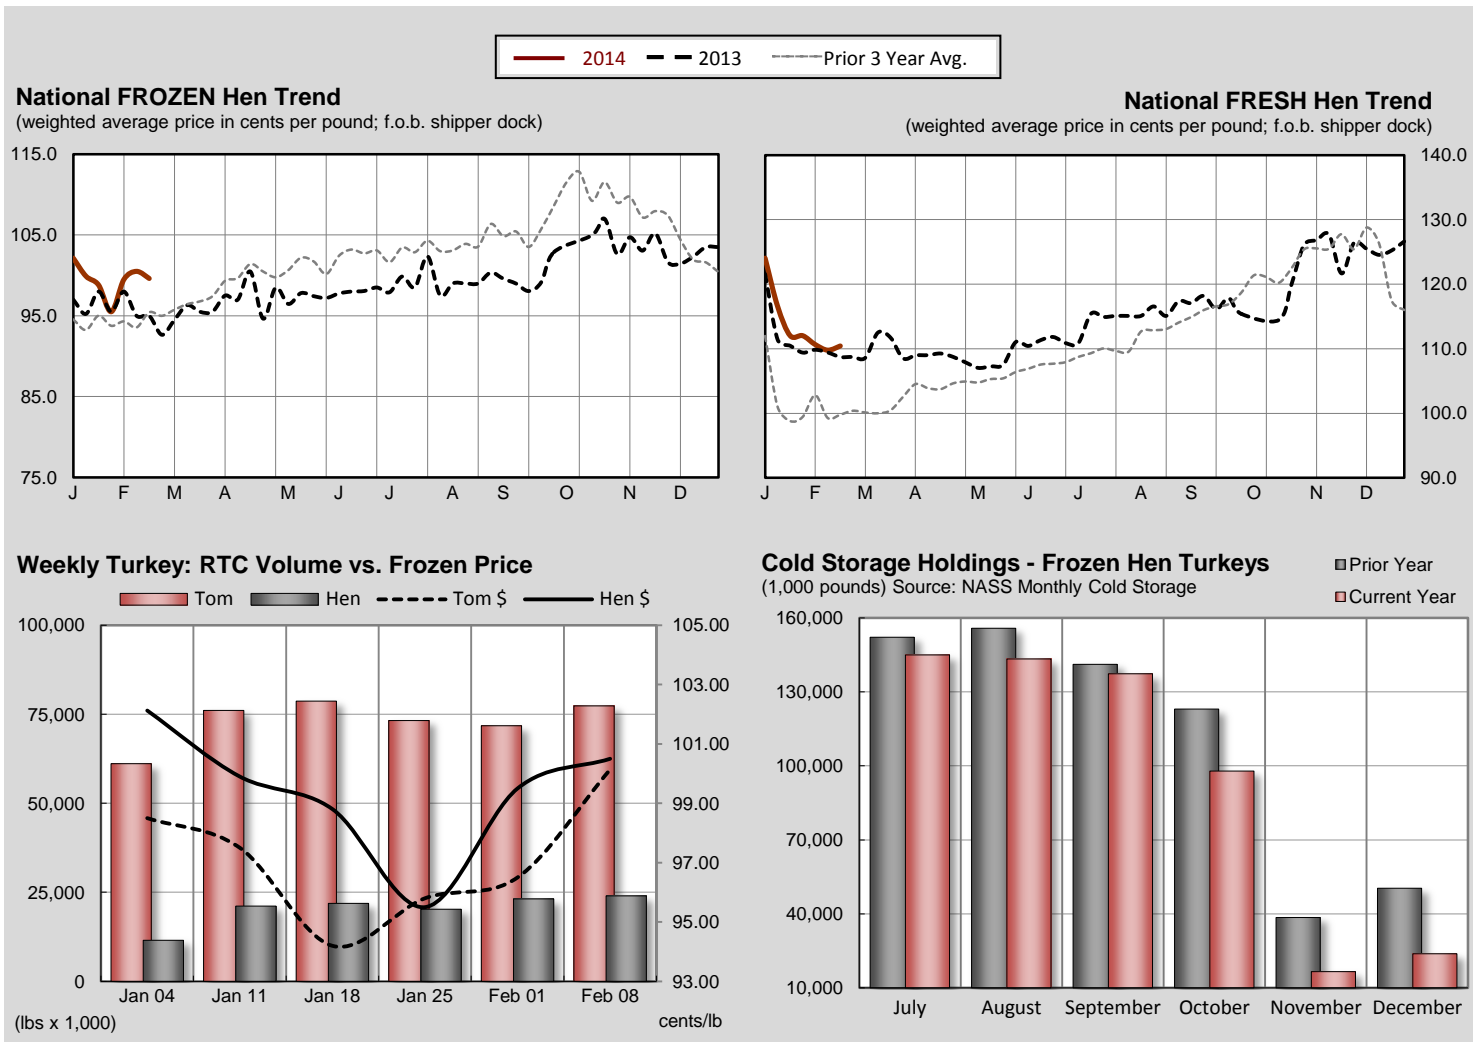 2014 2013 Prior 3 Year Avg.
National FROZEN Hen Trend
(weighted average price in cents per pound; f.o.b. shipper dock)
115.0
105.0
95.0
85.0
75.0
J F M A M J J A S O N D
National FRESH Hen Trend
(weighted average price in cents per pound; f.o.b. shipper dock)
140.0
130.0
120.0
110.0
100.0
90.0
J F M A M J J A S O N D
Weekly Turkey: RTC Volume vs. Frozen Price
Tom Hen Tom $ Hen $
100,000
75,000
50,000
25,000
0
105.00
103.00
101.00
99.00
97.00
95.00
93.00
Jan 04 Jan 11 Jan 18 Jan 25 Feb 01 Feb 08
(lbs x 1,000) cents/lb
Cold Storage Holdings - Frozen Hen Turkeys
(1,000 pounds) Source: NASS Monthly Cold Storage
Prior Year
Current Year
160,000
130,000
100,000
70,000
40,000
10,000
July August September October November December